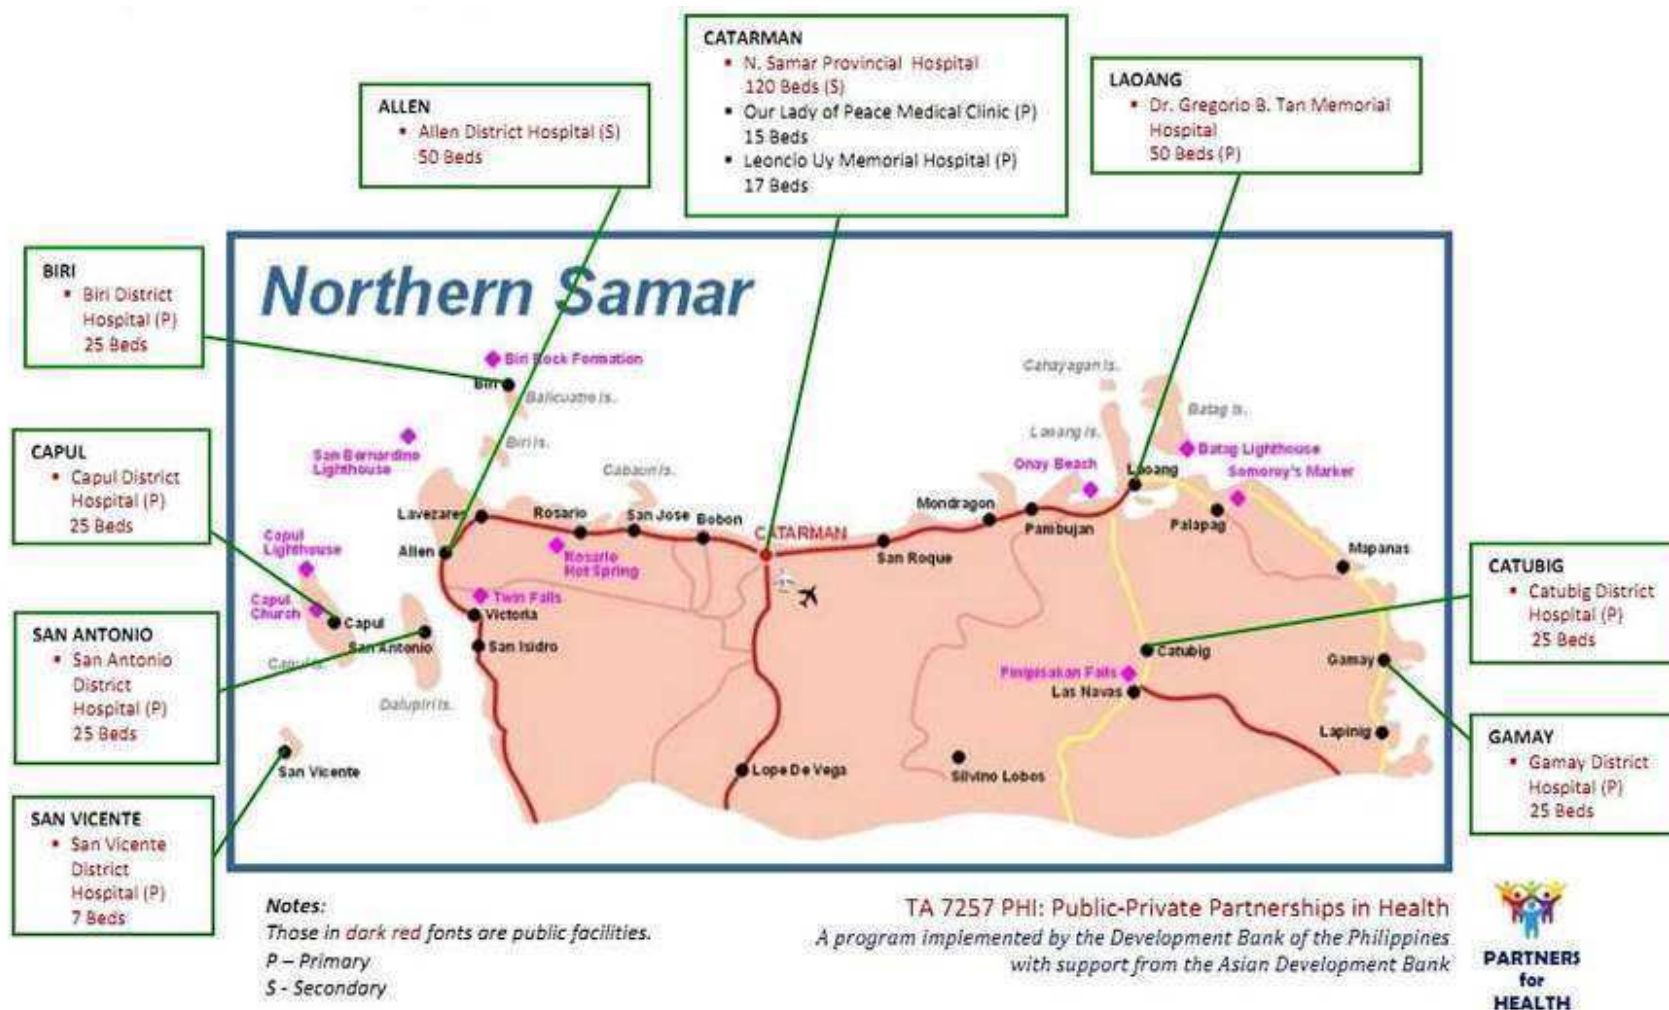 CATARMAN
▪ N. Samar Provincial Hospital
120 Beds (S)
▪ Our Lady of Peace Medical Clinic (P)
15 Beds
▪ Leoncio Uy Memorial Hospital (P)
17 Beds
ALLEN
▪ Allen District Hospital (S)
50 Beds
LAOANG
▪ Dr. Gregorio B. Tan Memorial
Hospital
50 Beds (P)
BIRI
▪ Biri District
Hospital (P)
25 Beds
CAPUL
▪ Capul District
Hospital (P)
25 Beds
SAN ANTONIO
▪ San Antonio
District
Hospital (P)
25 Beds
SAN VICENTE
▪ San Vicente
District
Hospital (P)
7 Beds
Northern Samar
Biri Rock Formation
Biri
Balicuatro Is.
Biri Is.
San Bernardino
Lighthouse
Cabaun Is.
Cahayagan Is.
Batag Is.
Laoang Is.
Batag Lighthouse
Onay Beach
Laoang
Somoroy's Marker
Lavezares
Rosario
San Jose
Bobon
CATARMAN
Mondragon
Pambujan
Palapag
Capul
Lighthouse
Allen
Rosario
Hot Spring
San Roque
Mapanas
Capul
Church
Twin Falls
Victoria
Capul
San Antonio
San Isidro
Catubig
Gamay
Capul Is.
Pinipisakan Falls
Las Navas
Dalupiri Is.
Lapinig
San Vicente
Lope De Vega
Silvino Lobos
CATUBIG
▪ Catubig District
Hospital (P)
25 Beds
GAMAY
▪ Gamay District
Hospital (P)
25 Beds
Notes:
Those in dark red fonts are public facilities.
P – Primary
S - Secondary
TA 7257 PHI: Public-Private Partnerships in Health
A program implemented by the Development Bank of the Philippines
with support from the Asian Development Bank
PARTNERS
for
HEALTH